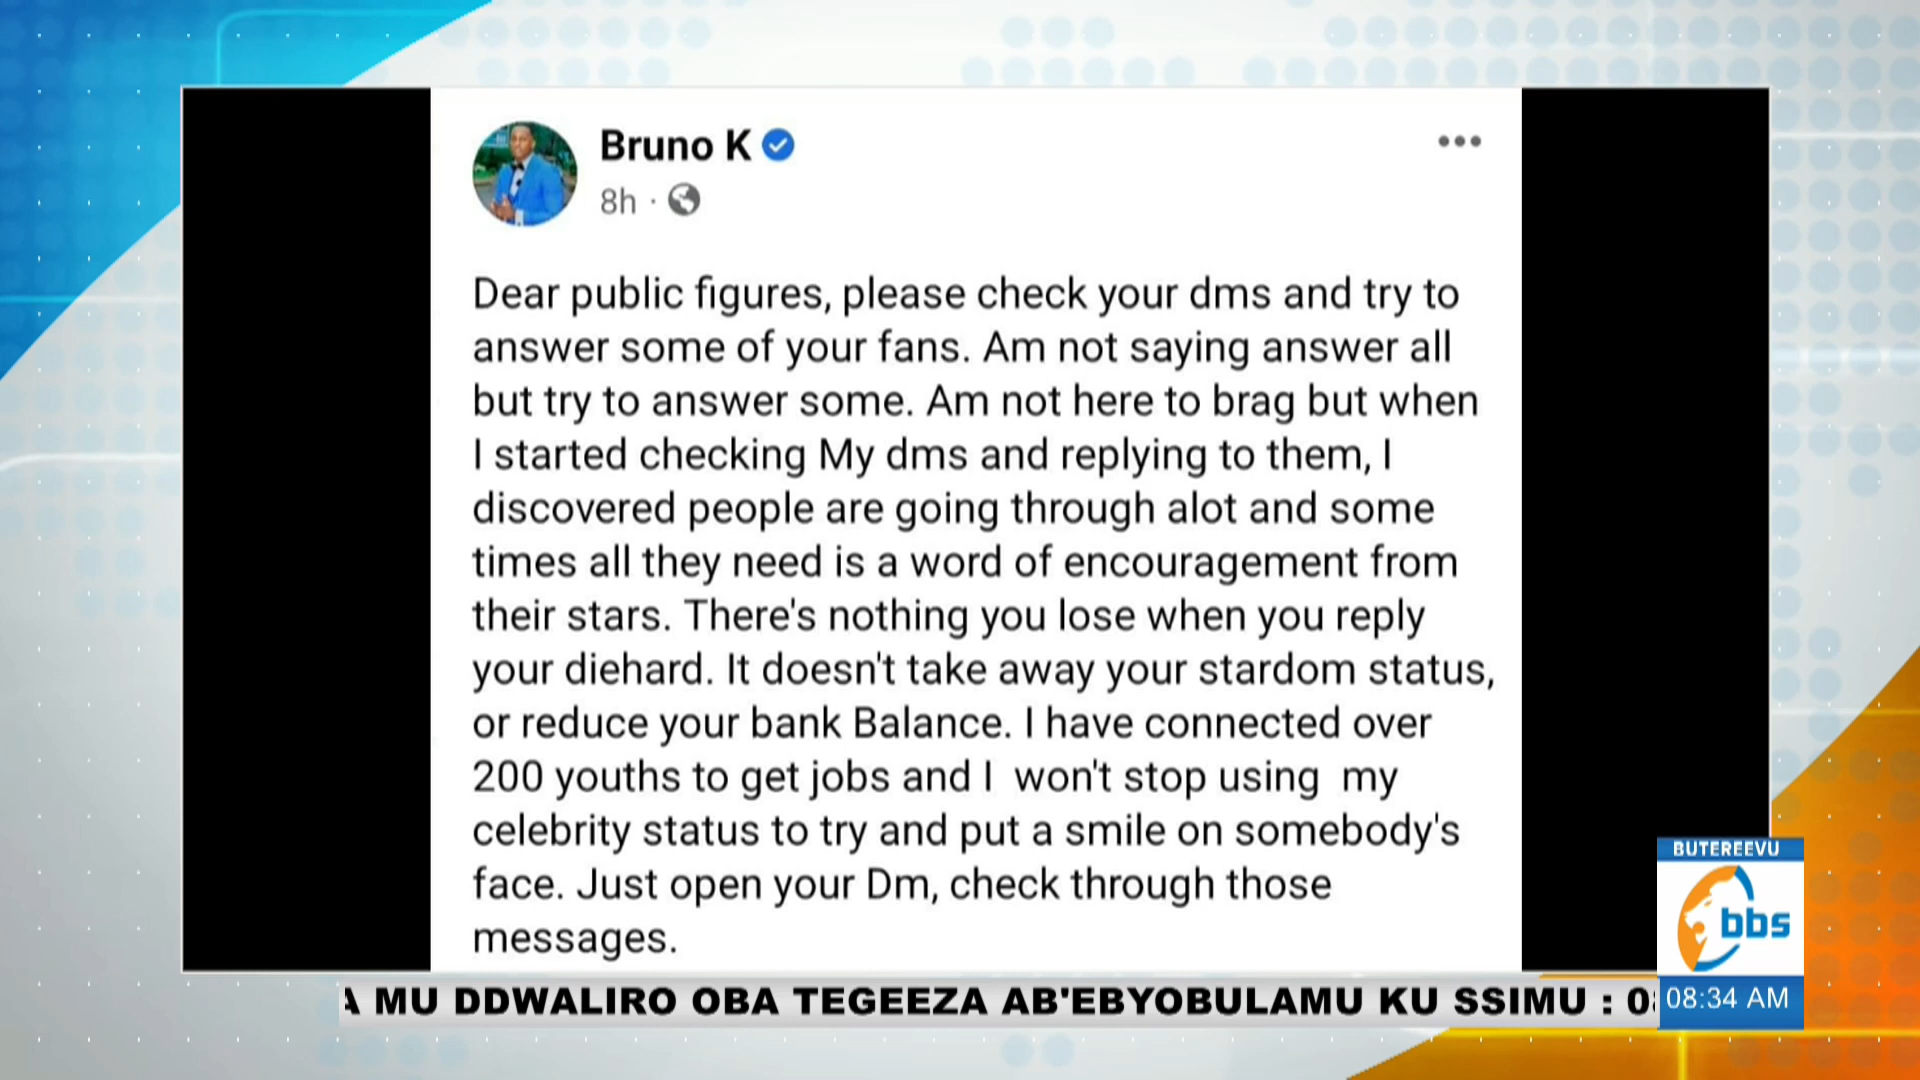 Bruno K
8h ·
Dear public figures, please check your dms and try to
answer some of your fans. Am not saying answer all
but try to answer some. Am not here to brag but when
I started checking My dms and replying to them, I
discovered people are going through alot and some
times all they need is a word of encouragement from
their stars. There's nothing you lose when you reply
your diehard. It doesn't take away your stardom status,
or reduce your bank Balance. I have connected over
200 youths to get jobs and I  won't stop using  my
celebrity status to try and put a smile on somebody's
face. Just open your Dm, check through those
messages.
BUTEREEVU
bbs
08:34 AM
MU DDWALIRO OBA TEGEEZA AB'EBYOBULAMU KU SSIMU : 0